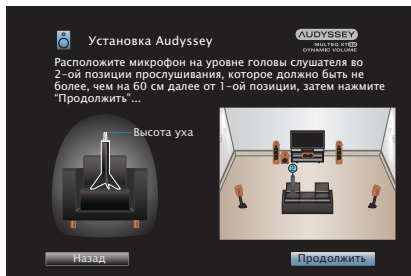 Установка Audyssey
AUDYSSEY
MULTEQ XT32
DYNAMIC VOLUME
Расположите микрофон на уровне головы слушателя во
2-ой позиции прослушивания, которое должно быть не
более, чем на 60 см далее от 1-ой позиции, затем нажмите
"Продолжить"...
Высота уха
Назад
Продолжить